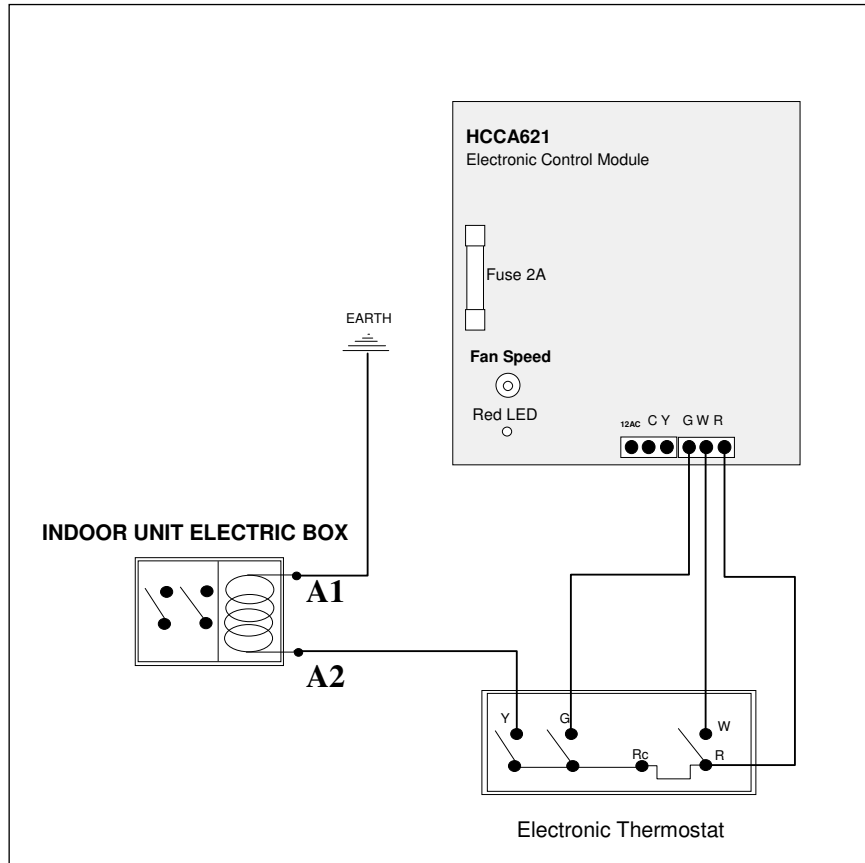 HCCA621
Electronic Control Module
Fuse 2A
EARTH
Fan Speed
Red LED
12AC C Y G W R
INDOOR UNIT ELECTRIC BOX
A1
A2
Y G W
Rc R
Electronic Thermostat